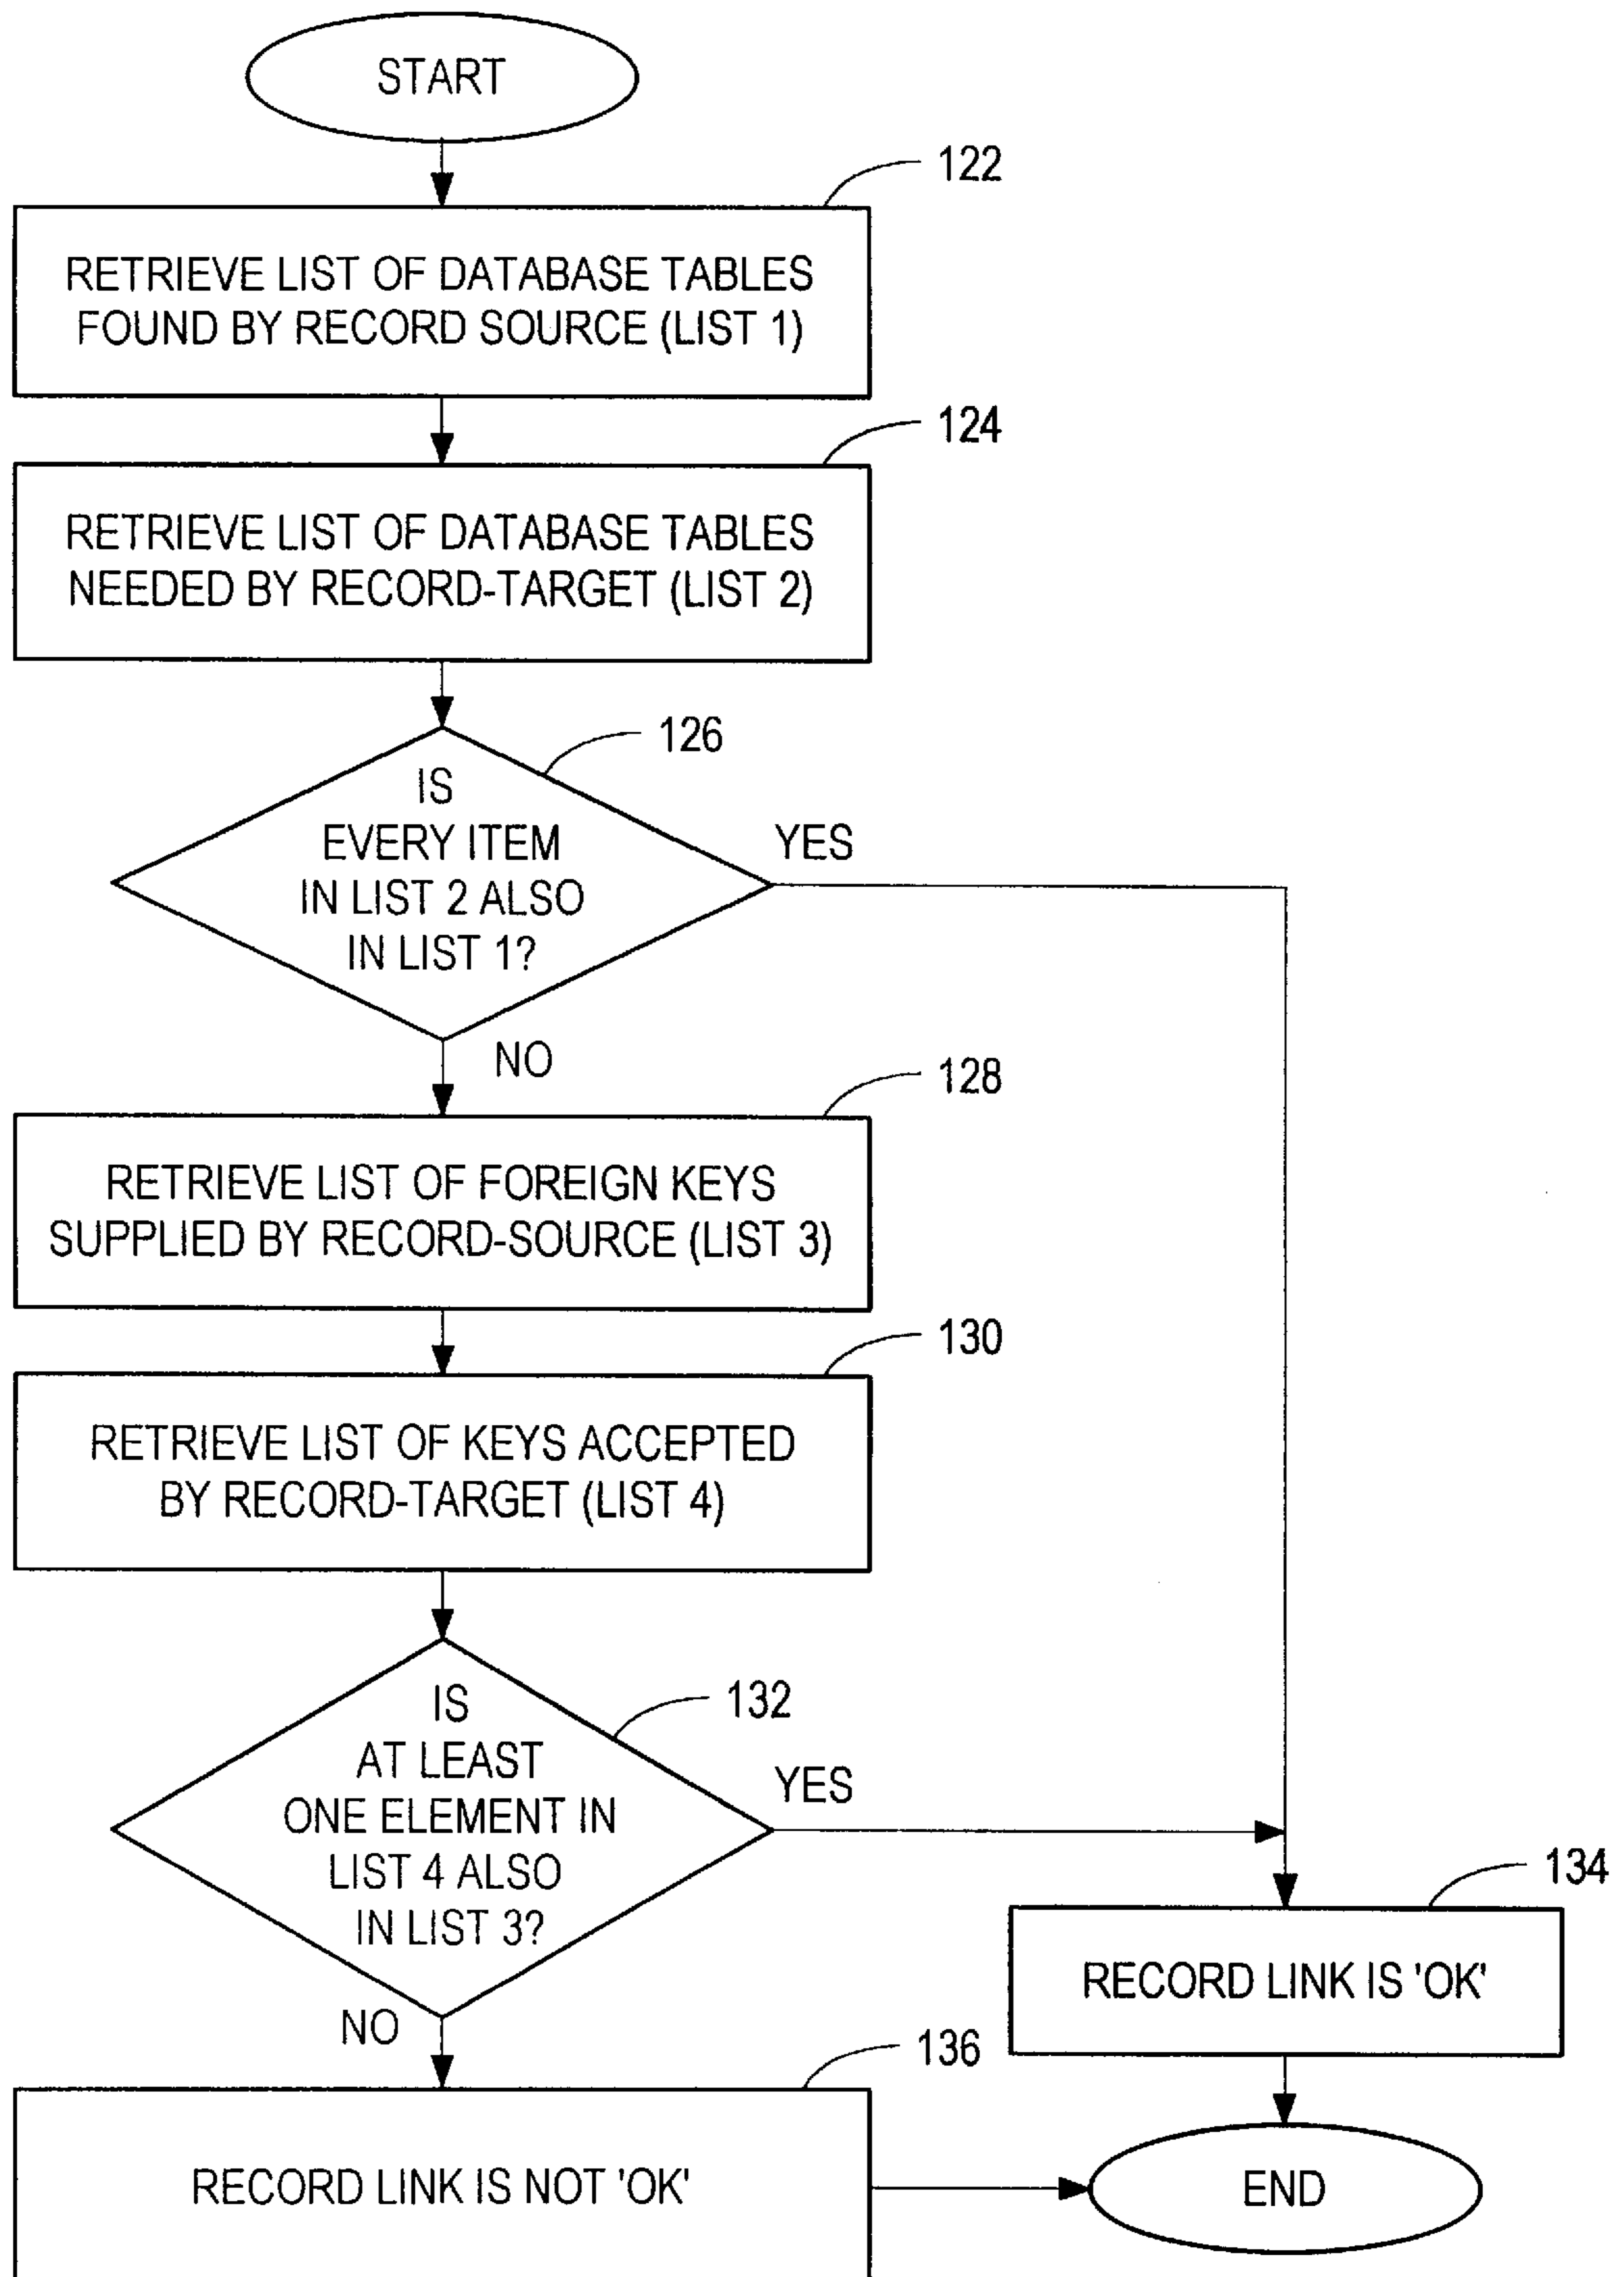 START
122
RETRIEVE LIST OF DATABASE TABLES
FOUND BY RECORD SOURCE (LIST 1)
124
RETRIEVE LIST OF DATABASE TABLES
NEEDED BY RECORD-TARGET (LIST 2)
126
IS
EVERY ITEM
IN LIST 2 ALSO
IN LIST 1?
YES
NO
128
RETRIEVE LIST OF FOREIGN KEYS
SUPPLIED BY RECORD-SOURCE (LIST 3)
130
RETRIEVE LIST OF KEYS ACCEPTED
BY RECORD-TARGET (LIST 4)
132
IS
AT LEAST
ONE ELEMENT IN
LIST 4 ALSO
IN LIST 3?
YES
NO
134
RECORD LINK IS 'OK'
136
RECORD LINK IS NOT 'OK'
END